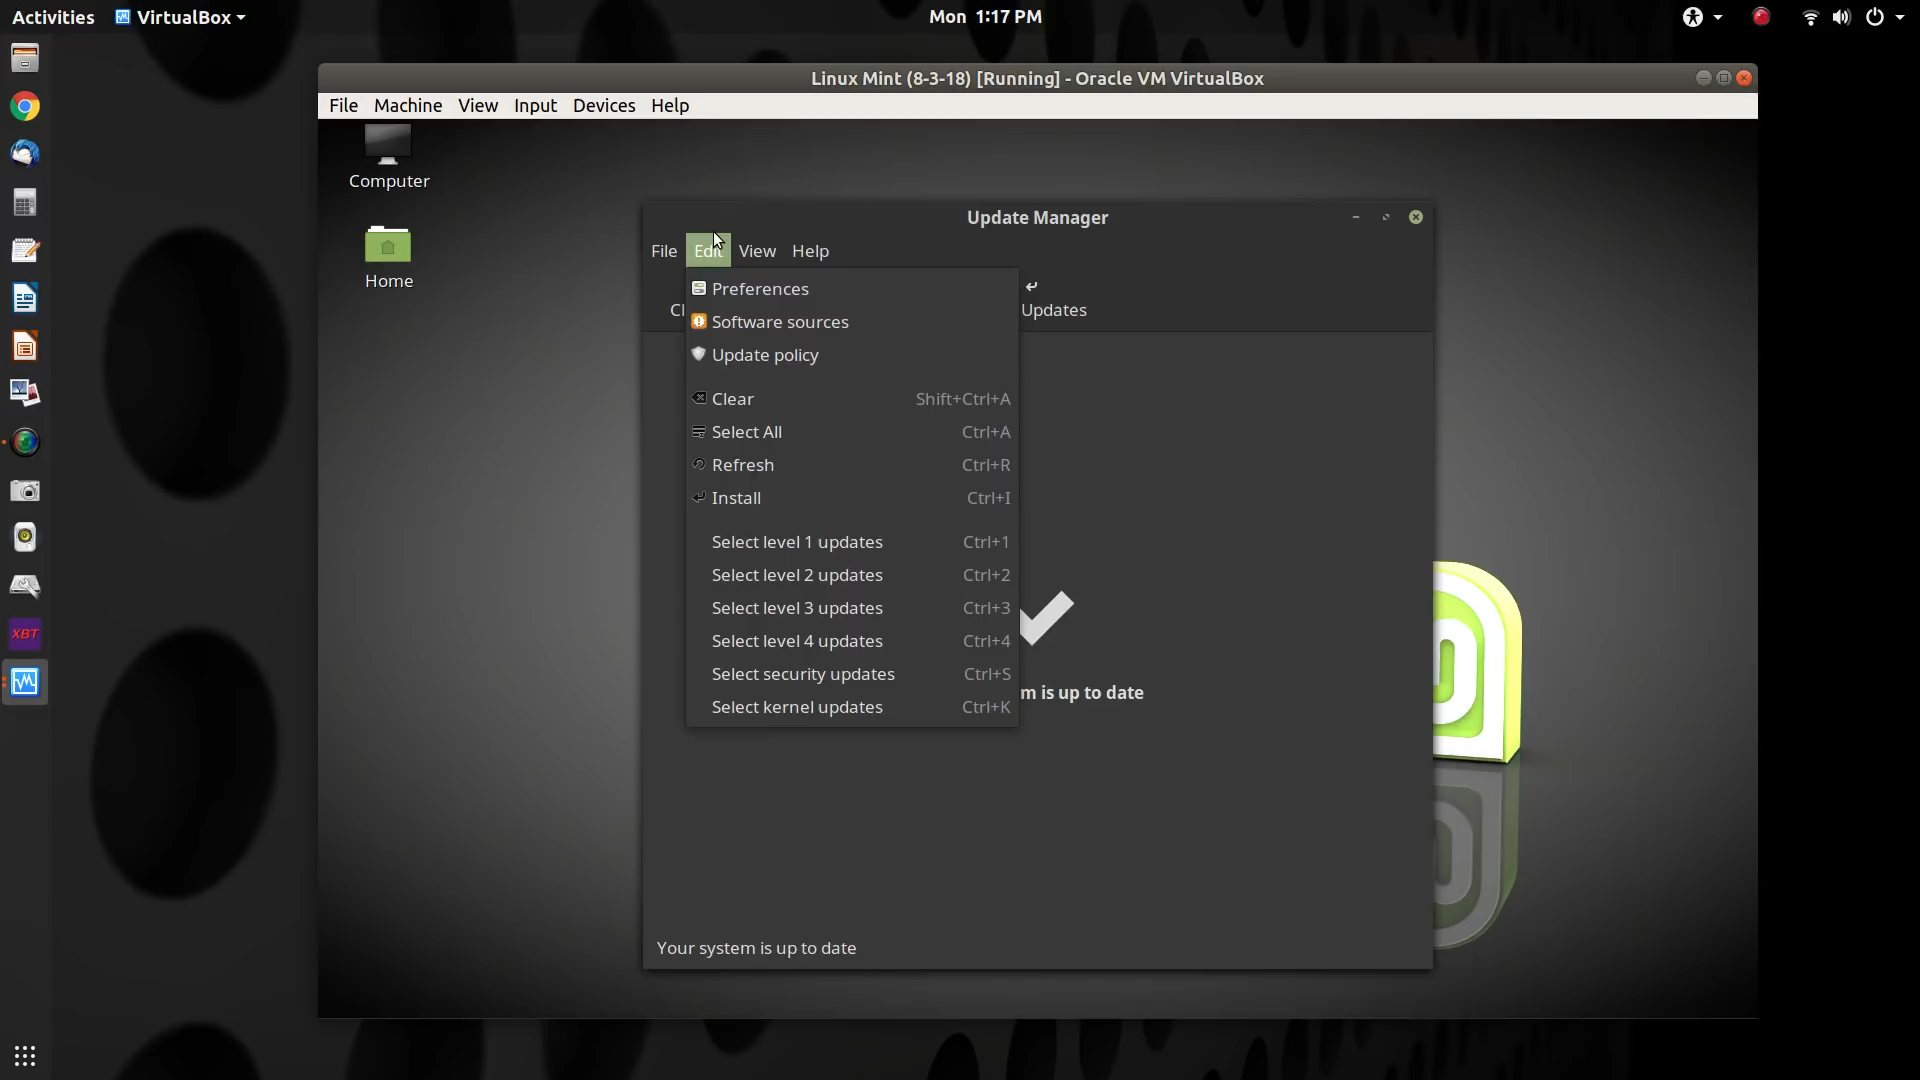 Activities VirtualBox Mon 1:17 PM
Linux Mint (8-3-18) [Running] - Oracle VM VirtualBox
File Machine View Input Devices Help
Computer
Home
Update Manager
File Edit View Help
Preferences
Cl Updates
Software sources
Update policy
Clear Shift+Ctrl+A
Select All Ctrl+A
Refresh Ctrl+R
Install Ctrl+I
Select level 1 updates Ctrl+1
Select level 2 updates Ctrl+2
Select level 3 updates Ctrl+3
Select level 4 updates Ctrl+4
Select security updates Ctrl+S
m is up to date
Select kernel updates Ctrl+K
XBT
Your system is up to date